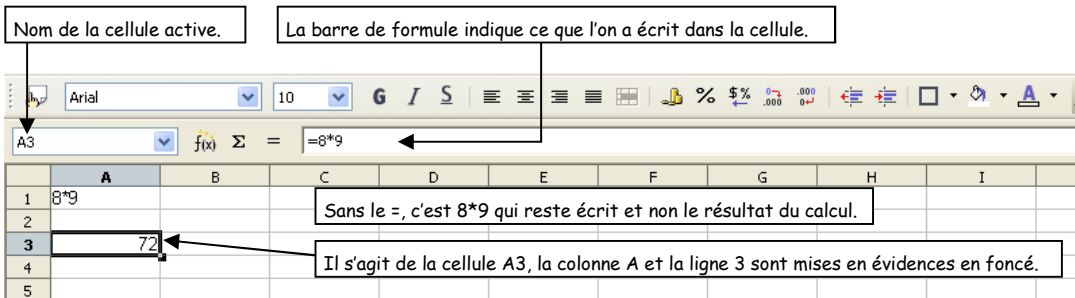 Nom de la cellule active.
La barre de formule indique ce que l'on a écrit dans la cellule.
Arial 10 G I S % $% .000 .000 A
A3 f(x) Σ = =8*9
A B C D E F G H I
1 8*9
Sans le =, c'est 8*9 qui reste écrit et non le résultat du calcul.
2
3 72
Il s'agit de la cellule A3, la colonne A et la ligne 3 sont mises en évidences en foncé.
4
5